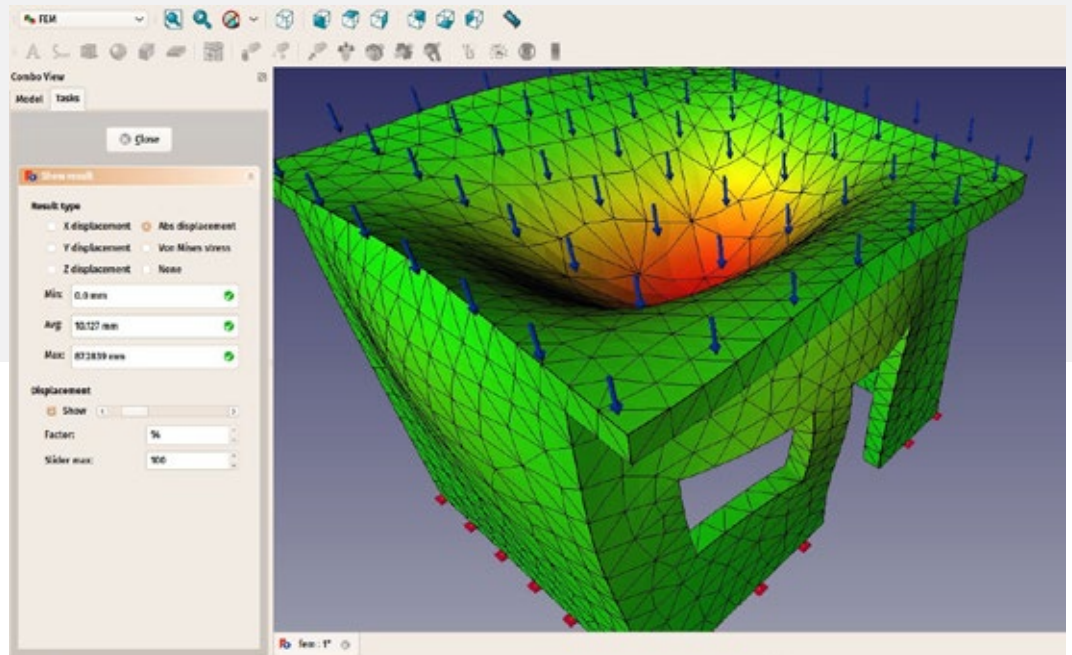 FEM
Combo View
Model Tasks
Close
Show result
Result type
X displacement Abs displacement
Y displacement Von Mises stress
Z displacement None
Min: 0.0 mm
Avg: 10.127 mm
Max:
Displacement
Show
Factor:
Slider max: 100
fem : 1*